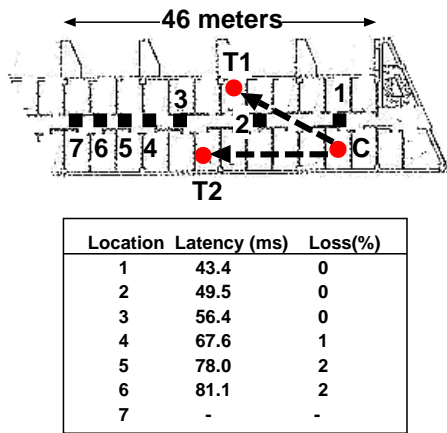 46 meters
T1
3
1
2
7 6 5 4
C
T2
Location Latency (ms) Loss(%)
1 43.4 0
2 49.5 0
3 56.4 0
4 67.6 1
5 78.0 2
6 81.1 2
7 - -